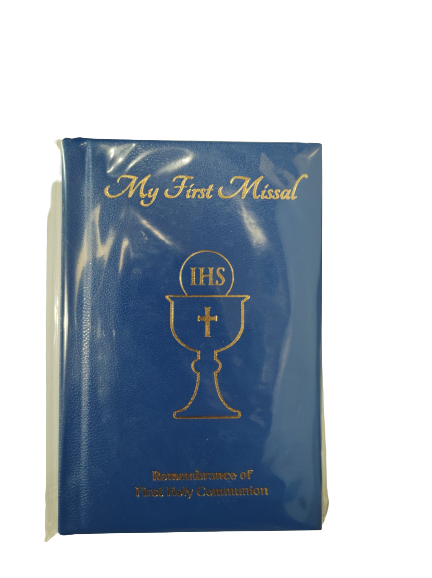 My First Missal
IHS
Remembrance of
First Holy Communion